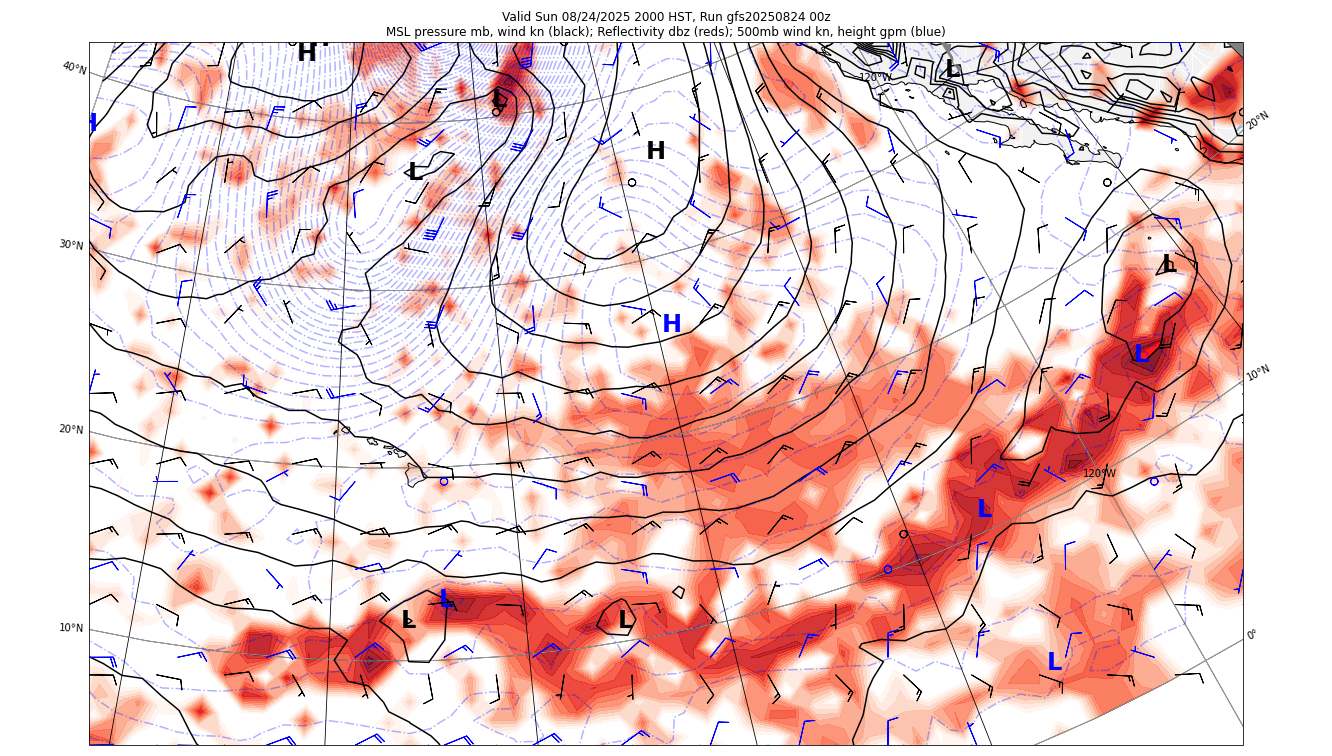 Valid Sun 08/24/2025 2000 HST, Run gfs20250824 00z
MSL pressure mb, wind kn (black); Reflectivity dbz (reds); 500mb wind kn, height gpm (blue)
H
40°N
L
120°W
L
20°N
H
H
L
30°N
L
H
L
10°N
20°N
120°W
L
L
L
L
10°N
0°
L